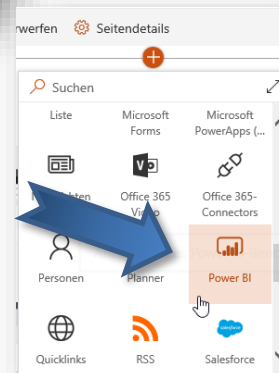 rwerfen Seitendetails
Suchen
Liste Microsoft Forms Microsoft PowerApps (...
Office 365 Office 365-Connectors
Personen Planner Power BI
salesforce
Quicklinks RSS Salesforce